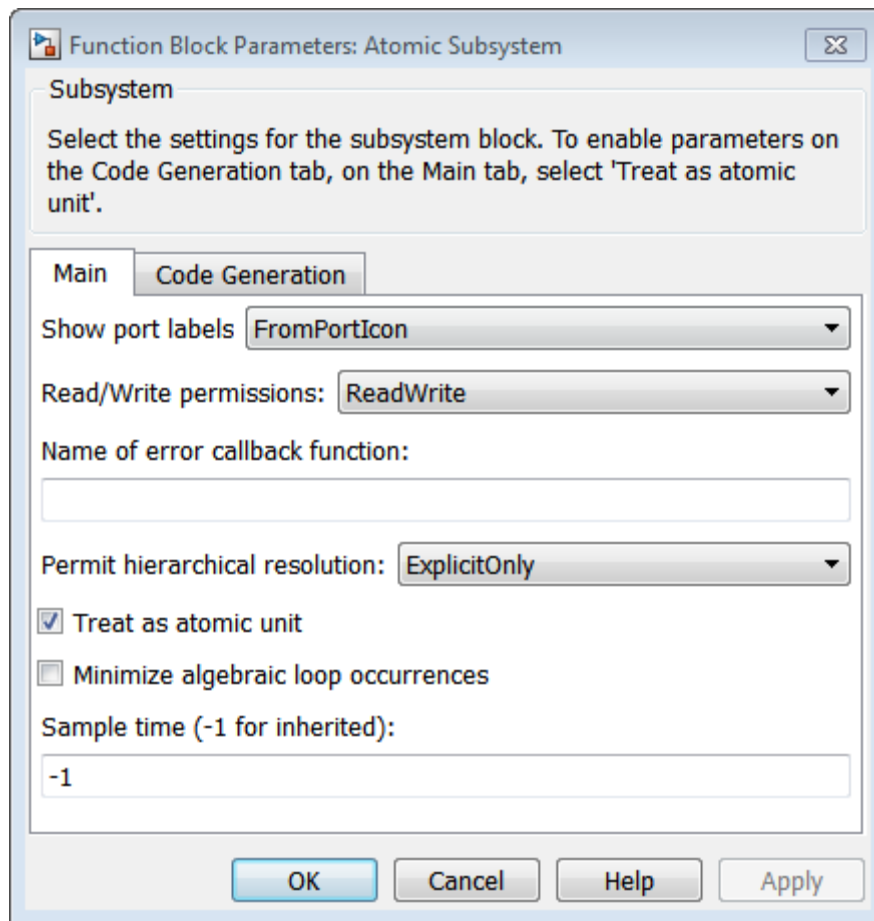 Function Block Parameters: Atomic Subsystem
Subsystem
Select the settings for the subsystem block. To enable parameters on
the Code Generation tab, on the Main tab, select 'Treat as atomic
unit'.
Main Code Generation
Show port labels FromPortIcon
Read/Write permissions: ReadWrite
Name of error callback function:
Permit hierarchical resolution: ExplicitOnly
Treat as atomic unit
Minimize algebraic loop occurrences
Sample time (-1 for inherited):
-1
OK Cancel Help Apply